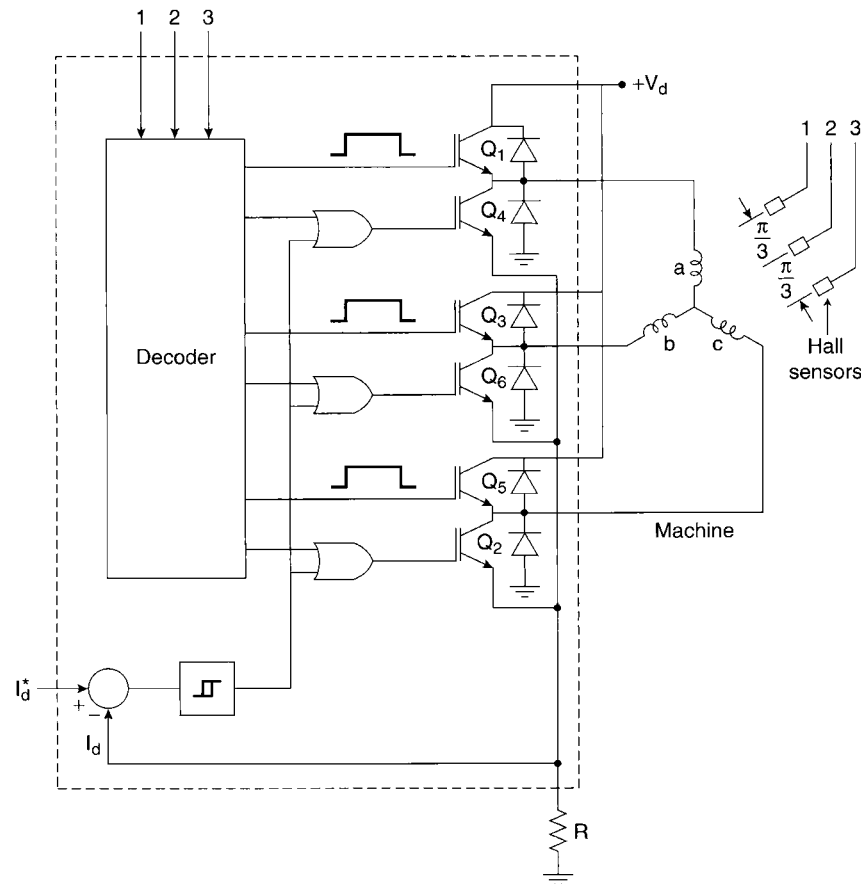 1 2 3
+V_d
Q_1
1 2 3
Q_4
π/3
π/3
a
Q_3
Decoder
Q_6
b c
Hall
sensors
Q_5
Q_2
Machine
I_d^*
+
−
I_d
R